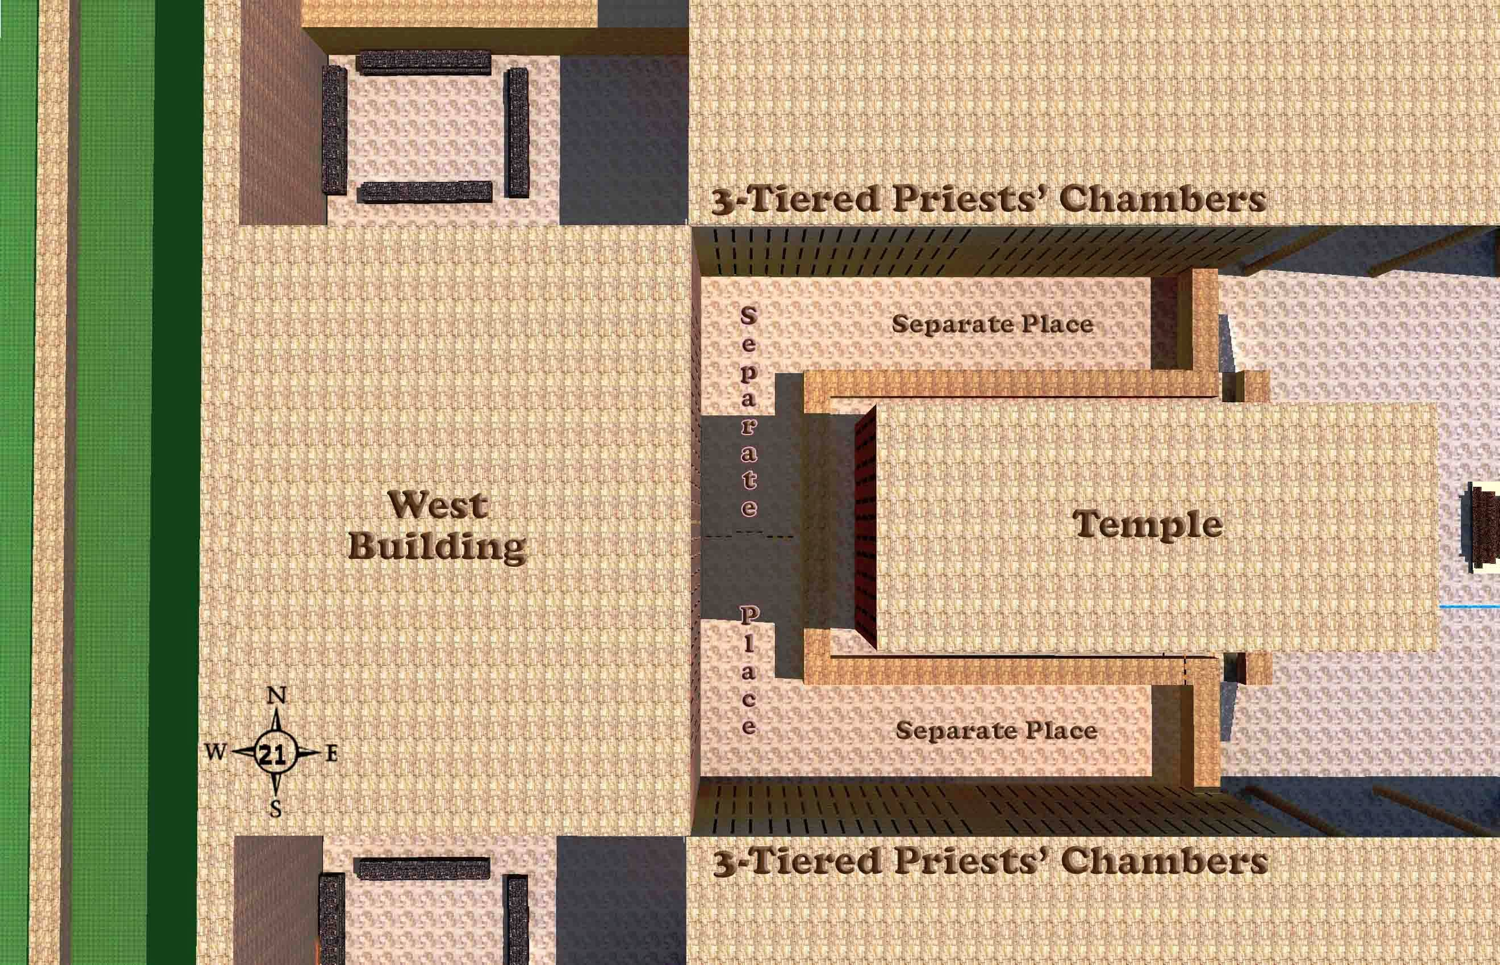 3-Tiered Priests' Chambers
Separate Place
Separate Place
West
Building
Temple
N
W 21 E
S
Separate Place
3-Tiered Priests' Chambers